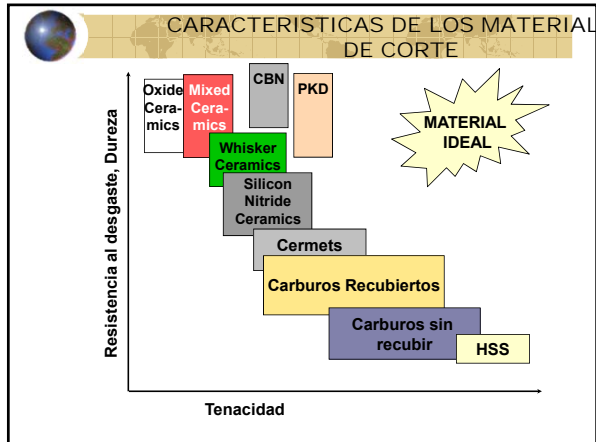 CARACTERISTICAS DE LOS MATERIAL
DE CORTE
Resistencia al desgaste, Dureza
Oxide
Cera-
mics
Mixed
Cera-
mics
CBN
PKD
MATERIAL
IDEAL
Whisker
Ceramics
Silicon
Nitride
Ceramics
Cermets
Carburos Recubiertos
Carburos sin
recubir
HSS
Tenacidad